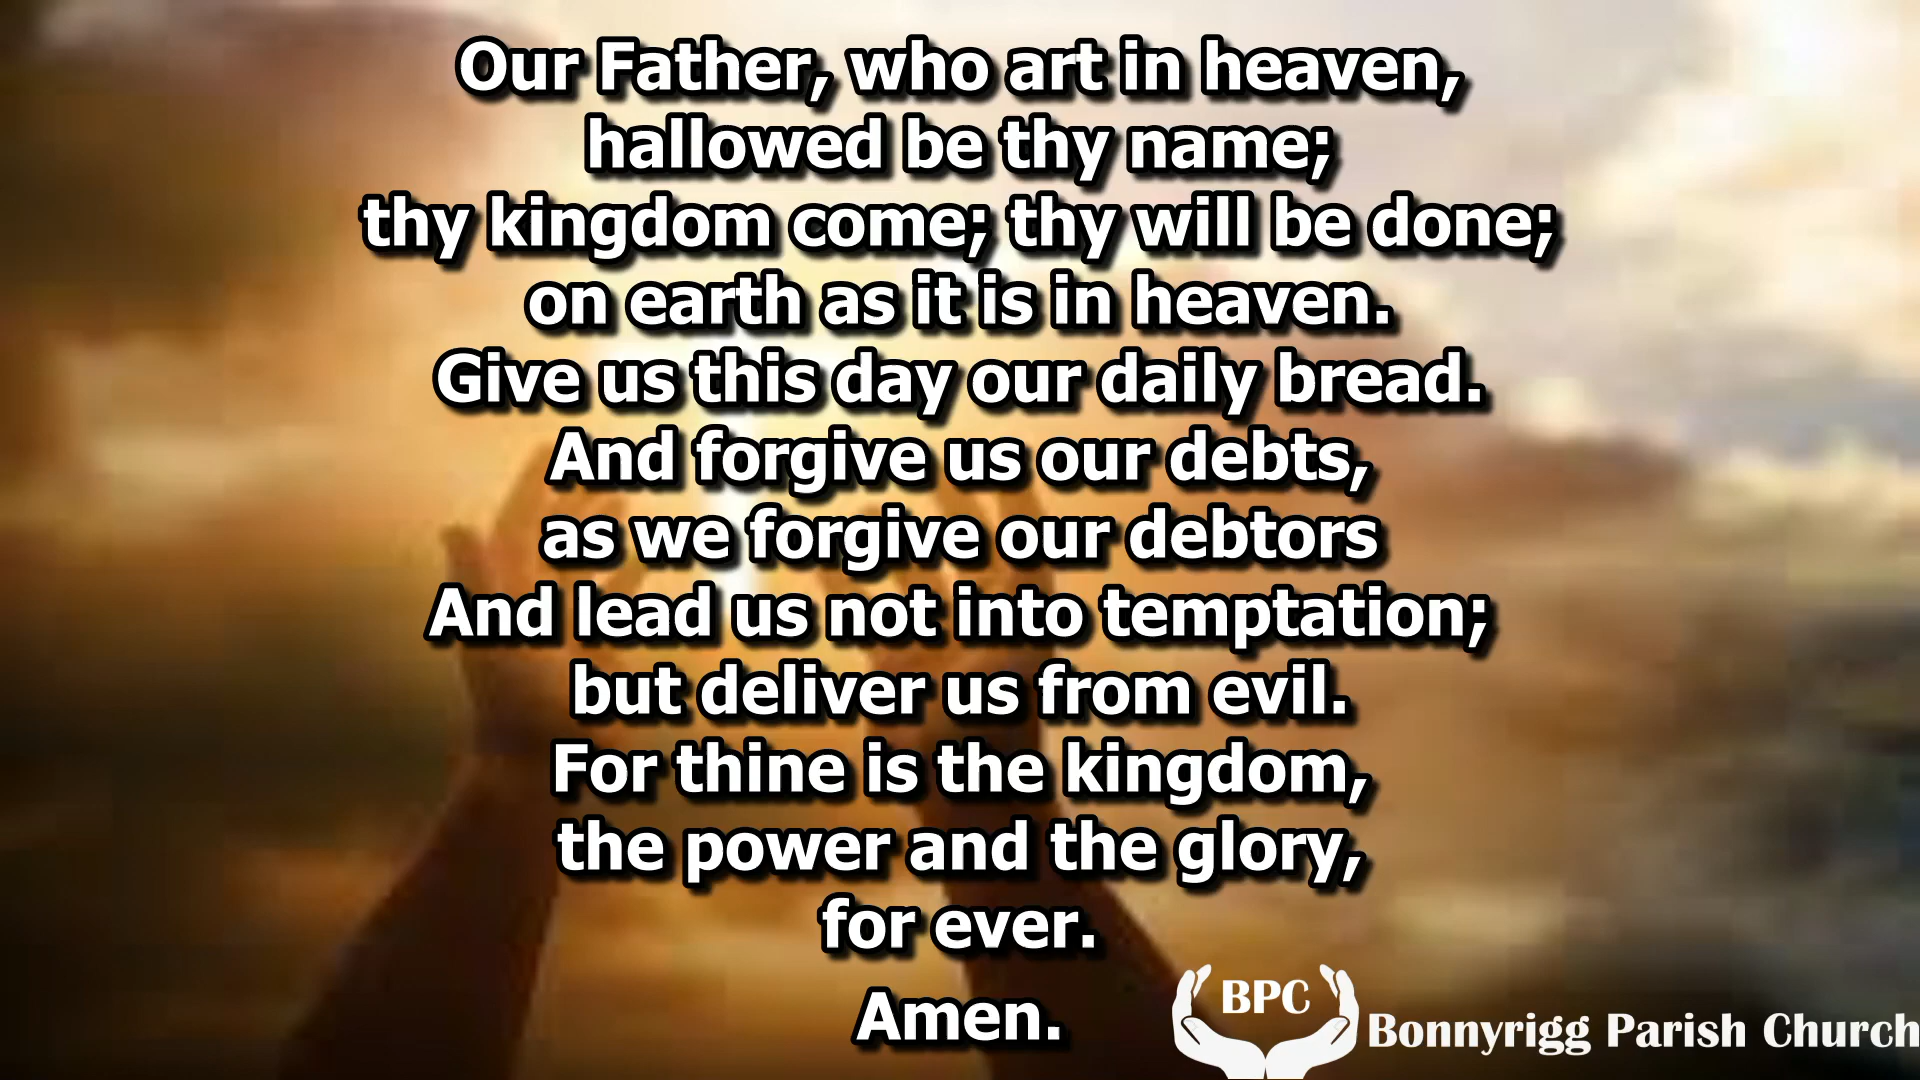 Our Father, who art in heaven,
hallowed be thy name;
thy kingdom come; thy will be done;
on earth as it is in heaven.
Give us this day our daily bread.
And forgive us our debts,
as we forgive our debtors
And lead us not into temptation;
but deliver us from evil.
For thine is the kingdom,
the power and the glory,
for ever.
Amen.
BPC
Bonnyrigg Parish Church